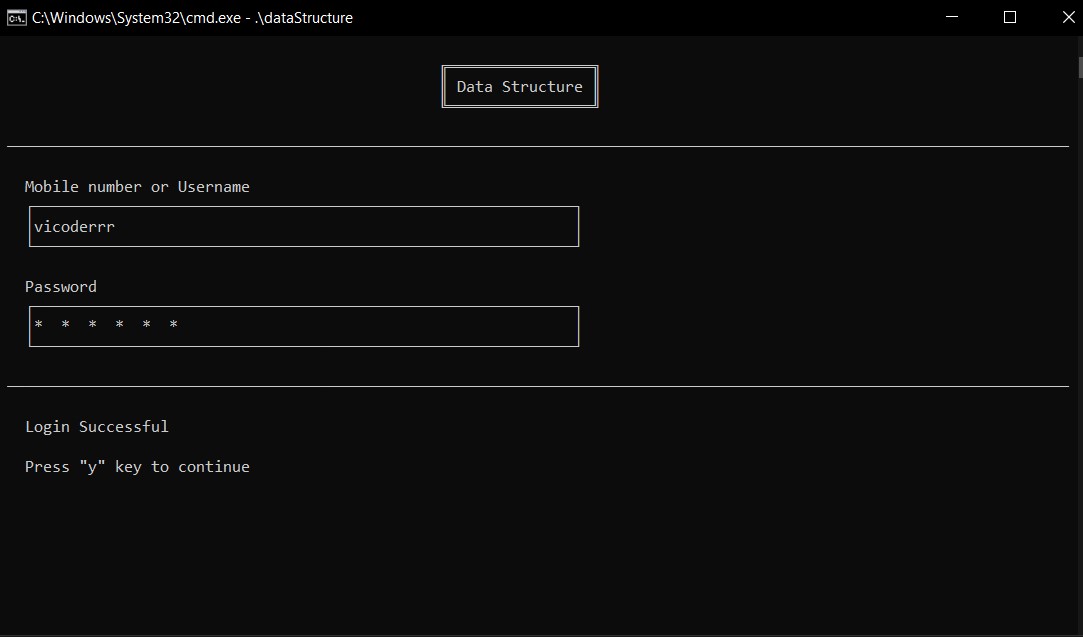 C:\Windows\System32\cmd.exe - .\dataStructure
Data Structure
Mobile number or Username
vicoderrr
Password
* * * * * *
Login Successful
Press "y" key to continue